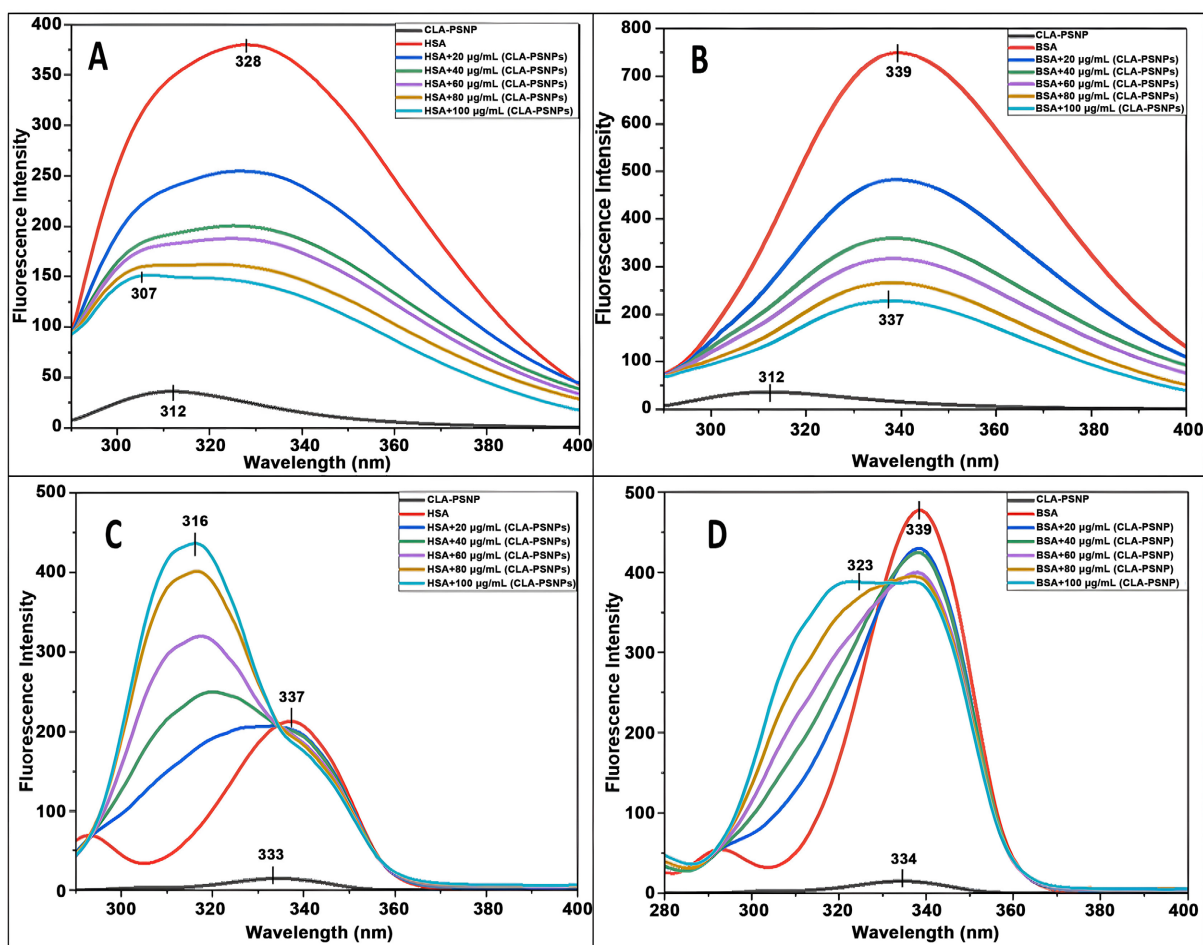 A
CLA-PSNP
HSA
HSA+20 µg/mL (CLA-PSNPs)
HSA+40 µg/mL (CLA-PSNPs)
HSA+60 µg/mL (CLA-PSNPs)
HSA+80 µg/mL (CLA-PSNPs)
HSA+100 µg/mL (CLA-PSNPs)
328
307
312
Fluorescence Intensity
400
350
300
250
200
150
100
50
0
300 320 340 360 380 400
Wavelength (nm)
B
CLA-PSNP
BSA
BSA+20 µg/mL (CLA-PSNPs)
BSA+40 µg/mL (CLA-PSNPs)
BSA+60 µg/mL (CLA-PSNPs)
BSA+80 µg/mL (CLA-PSNPs)
BSA+100 µg/mL (CLA-PSNPs)
339
337
312
Fluorescence Intensity
800
700
600
500
400
300
200
100
0
300 320 340 360 380 400
Wavelength (nm)
C
CLA-PSNP
HSA
HSA+20 µg/mL (CLA-PSNPs)
HSA+40 µg/mL (CLA-PSNPs)
HSA+60 µg/mL (CLA-PSNPs)
HSA+80 µg/mL (CLA-PSNPs)
HSA+100 µg/mL (CLA-PSNPs)
316
337
333
Fluorescence Intensity
500
400
300
200
100
0
300 320 340 360 380 400
Wavelength (nm)
D
CLA-PSNP
BSA
BSA+20 µg/mL (CLA-PSNP)
BSA+40 µg/mL (CLA-PSNP)
BSA+60 µg/mL (CLA-PSNP)
BSA+80 µg/mL (CLA-PSNP)
BSA+100 µg/mL (CLA-PSNP)
339
323
334
Fluorescence Intensity
500
400
300
200
100
0
280 300 320 340 360 380 400
Wavelength (nm)